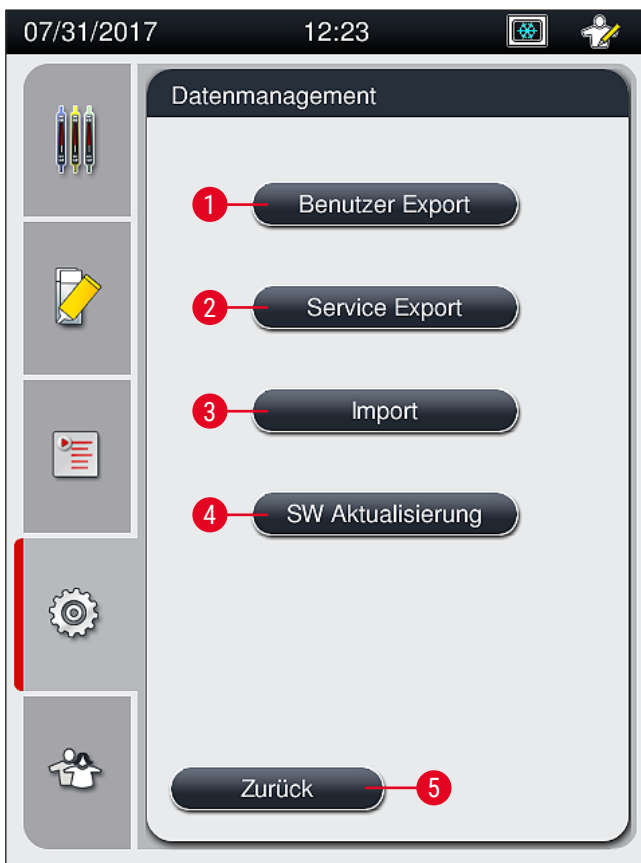 07/31/2017 12:23
Datenmanagement
1 Benutzer Export
2 Service Export
3 Import
4 SW Aktualisierung
Zurück 5